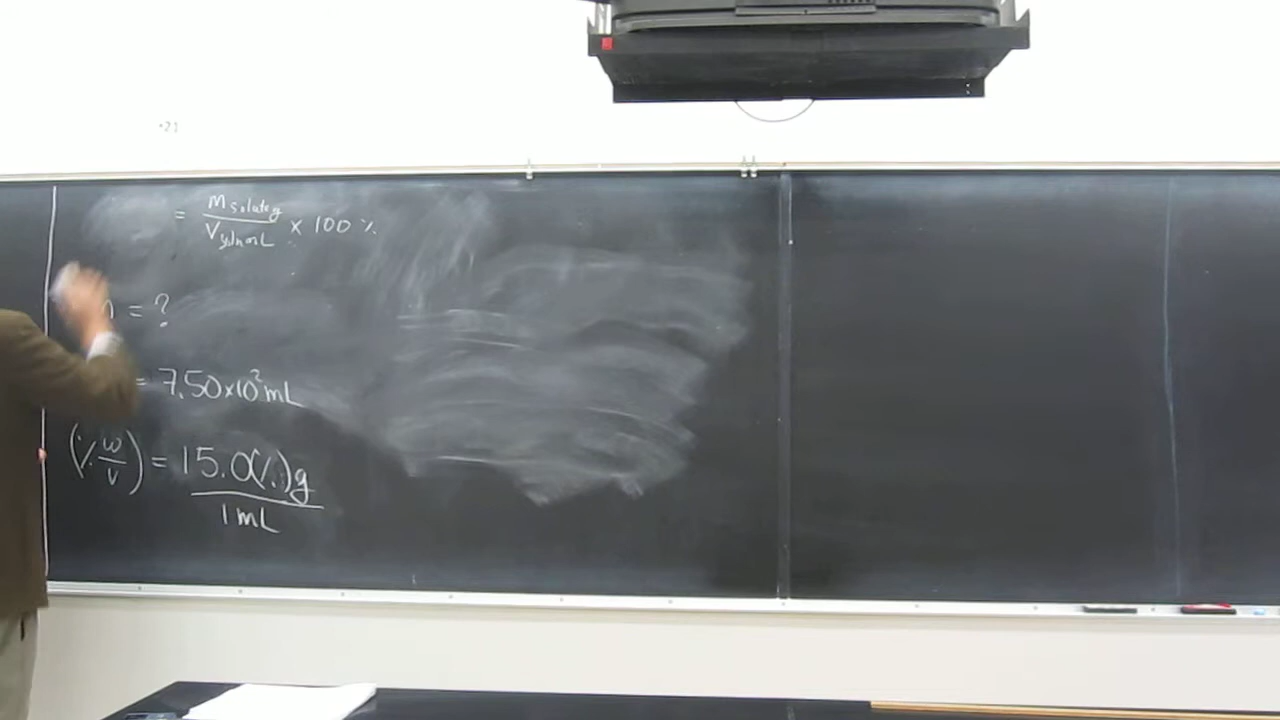 = m solute g / V soln mL × 100 %
= ?
= 7.50×10² mL
(% w/v) = 15.0(%)g / 1 mL